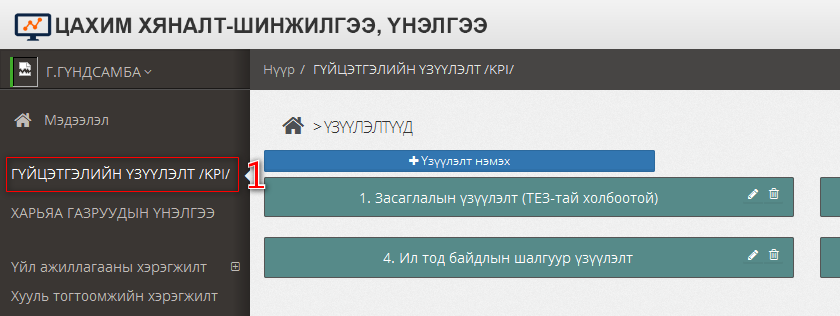 ЦАХИМ ХЯНАЛТ-ШИНЖИЛГЭЭ, ҮНЭЛГЭЭ
Г.ГҮНДСАМБА
Нүүр / ГҮЙЦЭТГЭЛИЙН ҮЗҮҮЛЭЛТ /KPI/
Мэдээлэл
> ҮЗҮҮЛЭЛТҮҮД
Үзүүлэлт нэмэх
ГҮЙЦЭТГЭЛИЙН ҮЗҮҮЛЭЛТ /KPI/ 1
1. Засаглалын үзүүлэлт (ТЕЗ-тай холбоотой)
ХАРЬЯА ГАЗРУУДЫН ҮНЭЛГЭЭ
4. Ил тод байдлын шалгуур үзүүлэлт
Үйл ажиллагааны хэрэгжилт
Хууль тогтоомжийн хэрэгжилт